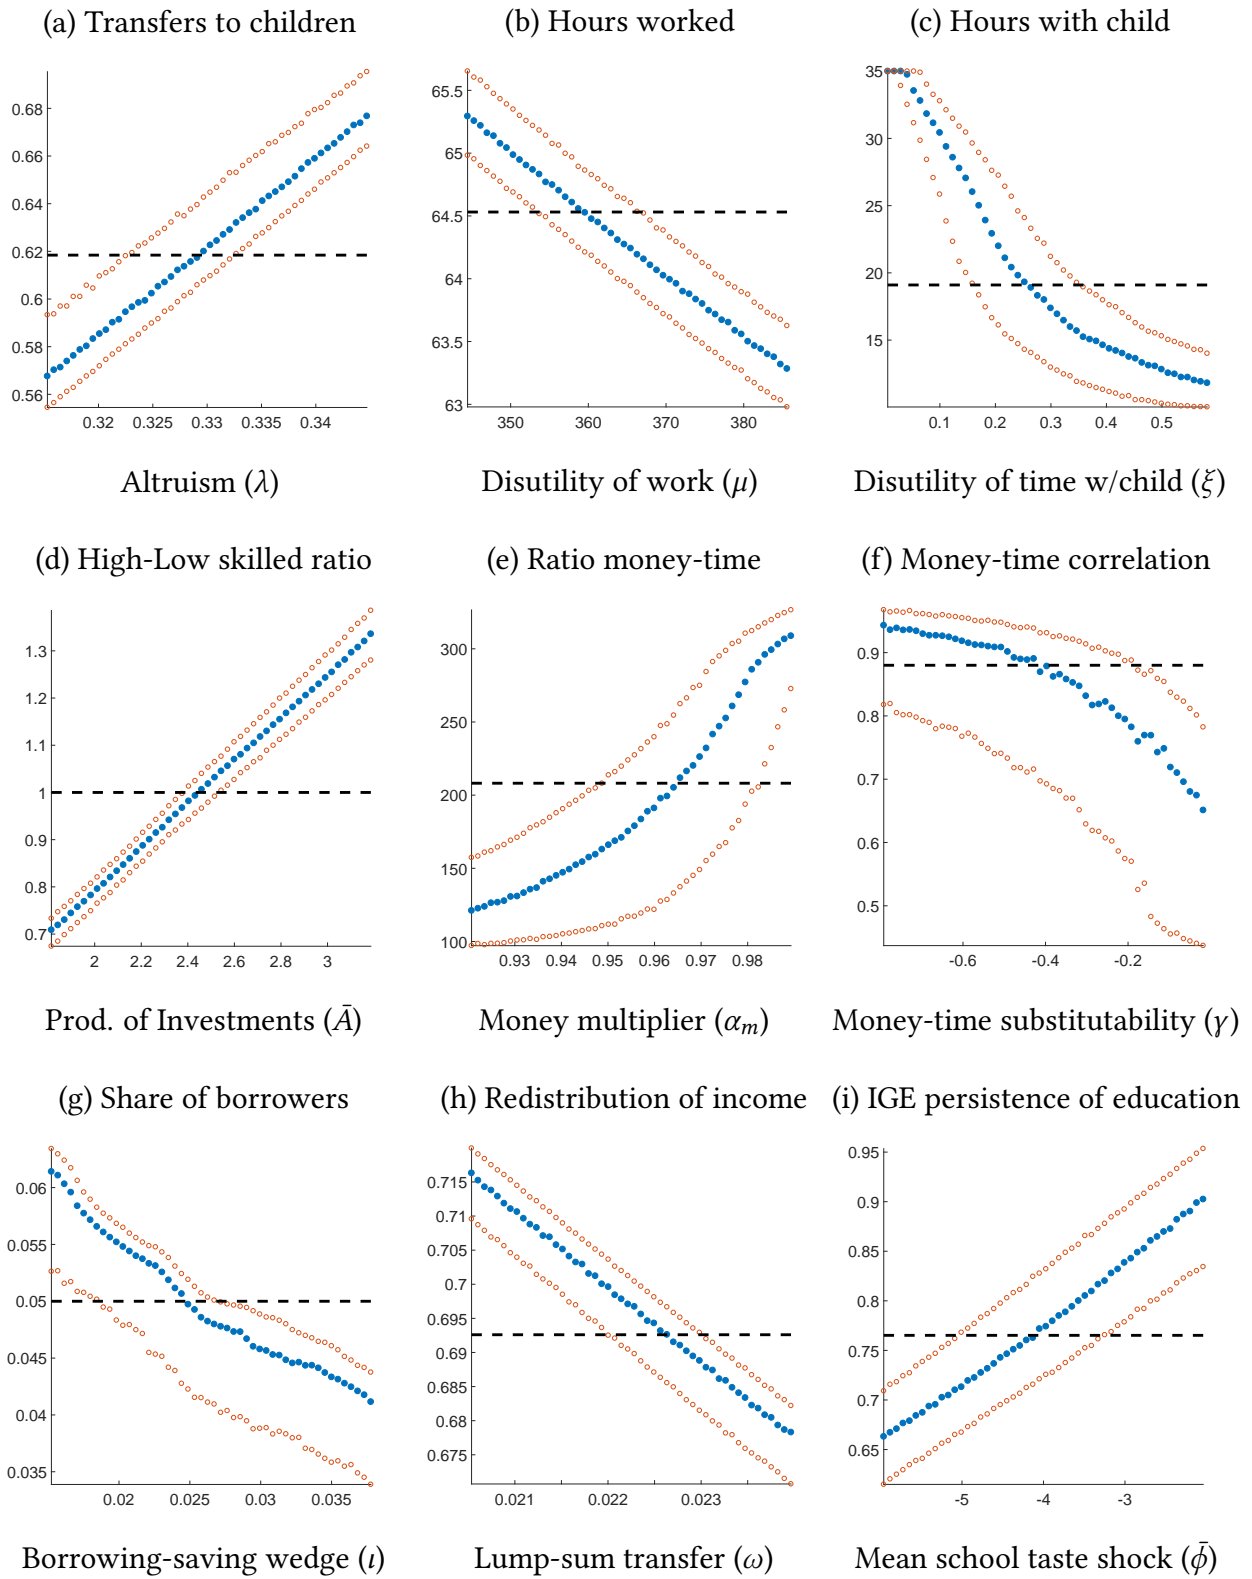 (a) Transfers to children
(b) Hours worked
(c) Hours with child
0.68
0.66
0.64
0.62
0.6
0.58
0.56
0.32 0.325 0.33 0.335 0.34
65.5
65
64.5
64
63.5
63
350 360 370 380
35
30
25
20
15
0.1 0.2 0.3 0.4 0.5
Altruism (λ)
Disutility of work (μ)
Disutility of time w/child (ξ)
(d) High-Low skilled ratio
(e) Ratio money-time
(f) Money-time correlation
1.3
1.2
1.1
1
0.9
0.8
0.7
2 2.2 2.4 2.6 2.8 3
300
250
200
150
100
0.93 0.94 0.95 0.96 0.97 0.98
0.9
0.8
0.7
0.6
0.5
-0.6 -0.4 -0.2
Prod. of Investments (Ā)
Money multiplier (αₘ)
Money-time substitutability (γ)
(g) Share of borrowers
(h) Redistribution of income
(i) IGE persistence of education
0.06
0.055
0.05
0.045
0.04
0.035
0.02 0.025 0.03 0.035
0.715
0.71
0.705
0.7
0.695
0.69
0.685
0.68
0.675
0.021 0.022 0.023
0.95
0.9
0.85
0.8
0.75
0.7
0.65
-5 -4 -3
Borrowing-saving wedge (ι)
Lump-sum transfer (ω)
Mean school taste shock (ϕ̄)